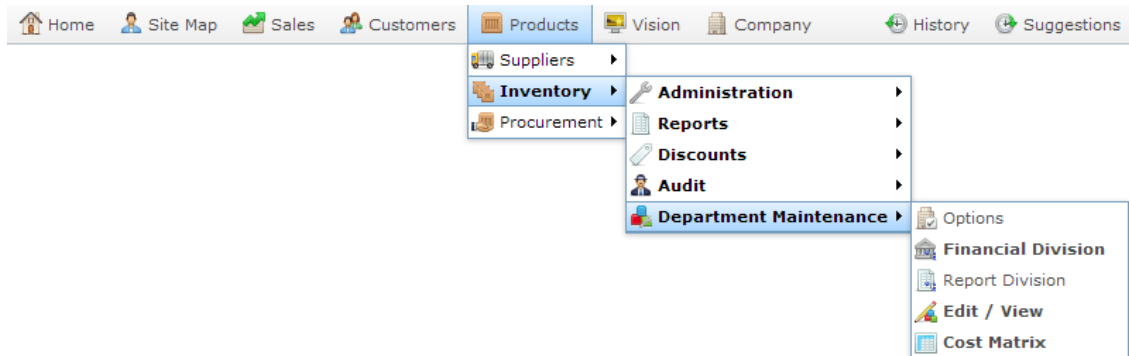 Home Site Map Sales Customers Products Vision Company History Suggestions
Suppliers
Inventory
Procurement
Administration
Reports
Discounts
Audit
Department Maintenance
Options
Financial Division
Report Division
Edit / View
Cost Matrix